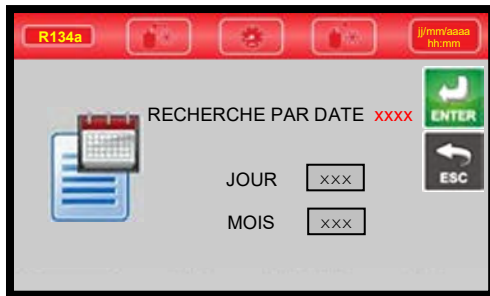 R134a
jj/mm/aaaa
hh:mm
RECHERCHE PAR DATE xxxx
ENTER
ESC
JOUR xxx
MOIS xxx